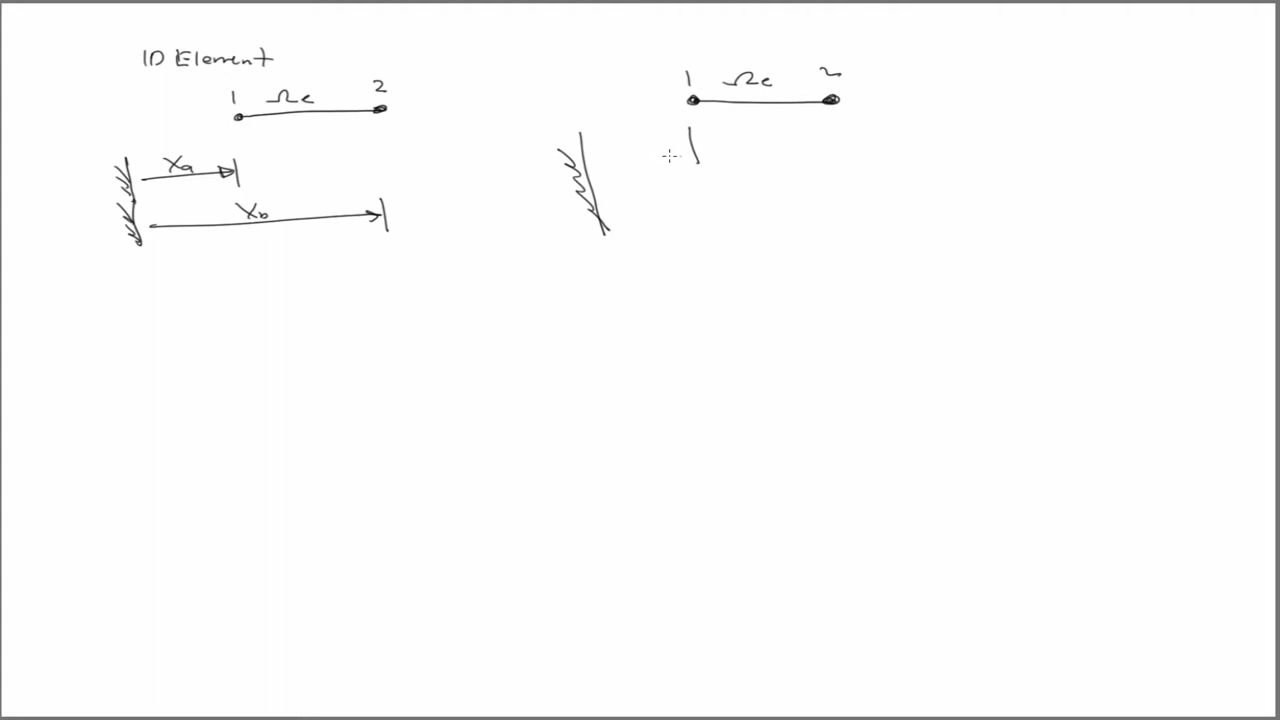 1D Element
1 Ωe 2
1 Ωe 2
Xa
Xb